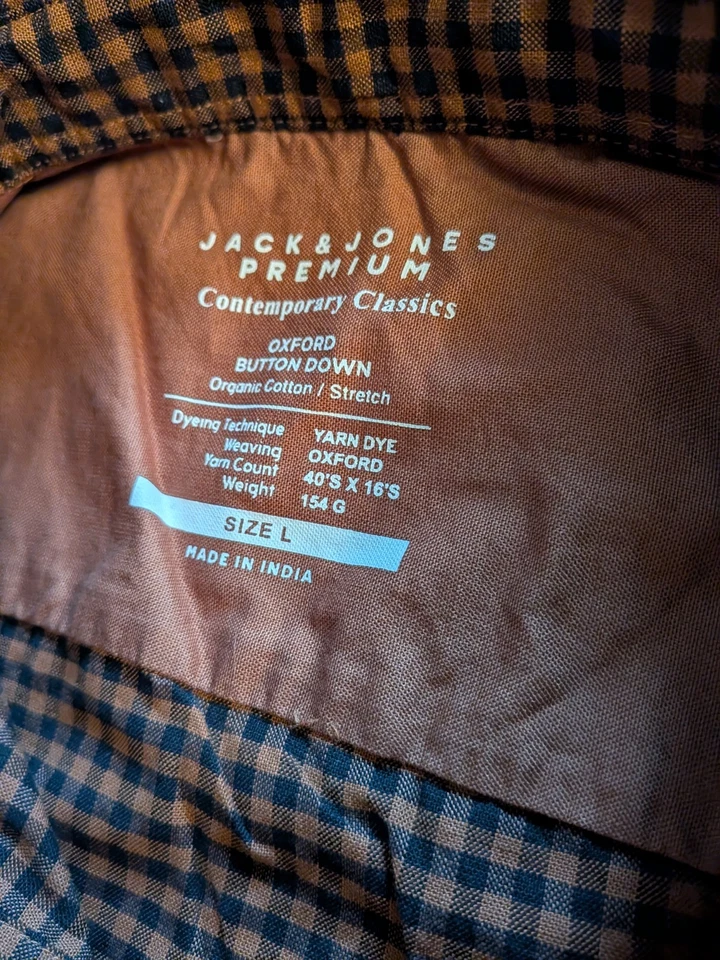 JACK&JONES
PREMIUM
Contemporary Classics
OXFORD
BUTTON DOWN
Organic Cotton / Stretch
Dyeing Technique YARN DYE
Weaving OXFORD
Yarn Count 40'S X 16'S
Weight 154 G
SIZE L
MADE IN INDIA